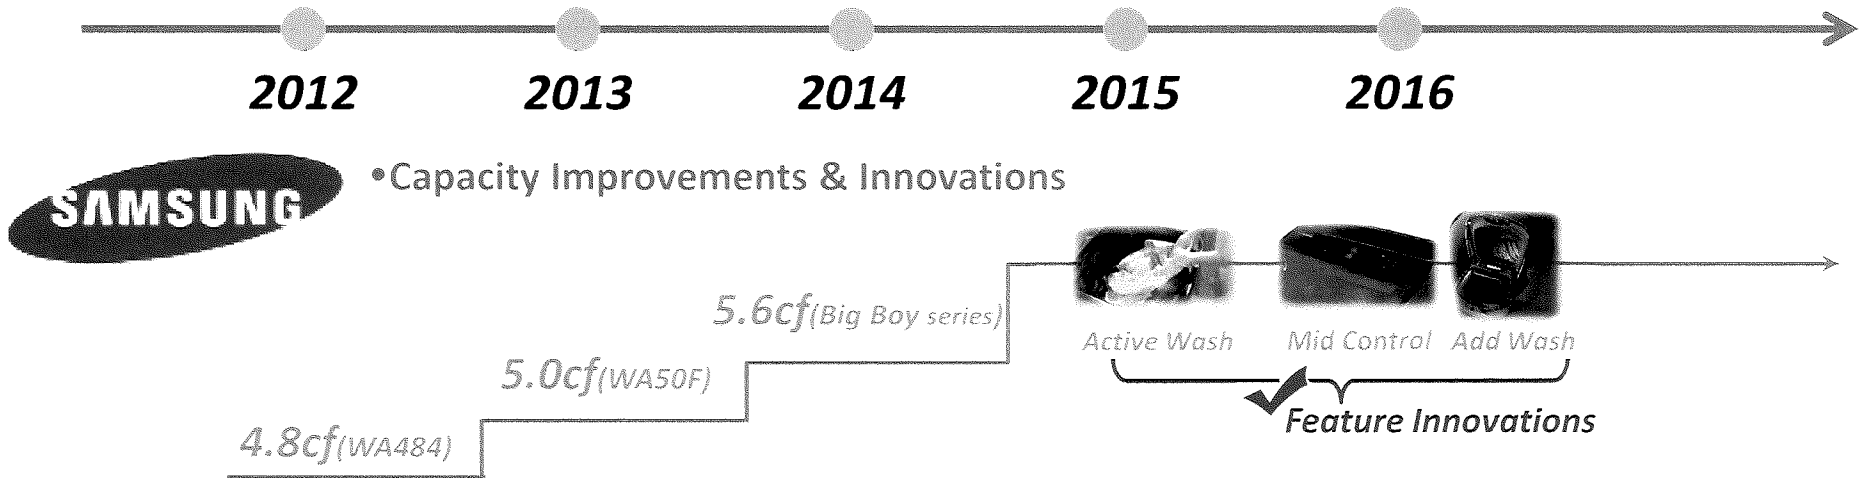 2012 2013 2014 2015 2016
SAMSUNG
•Capacity Improvements & Innovations
5.6cf(Big Boy series)
Active Wash Mid Control Add Wash
5.0cf(WA50F)
Feature Innovations
4.8cf(WA484)